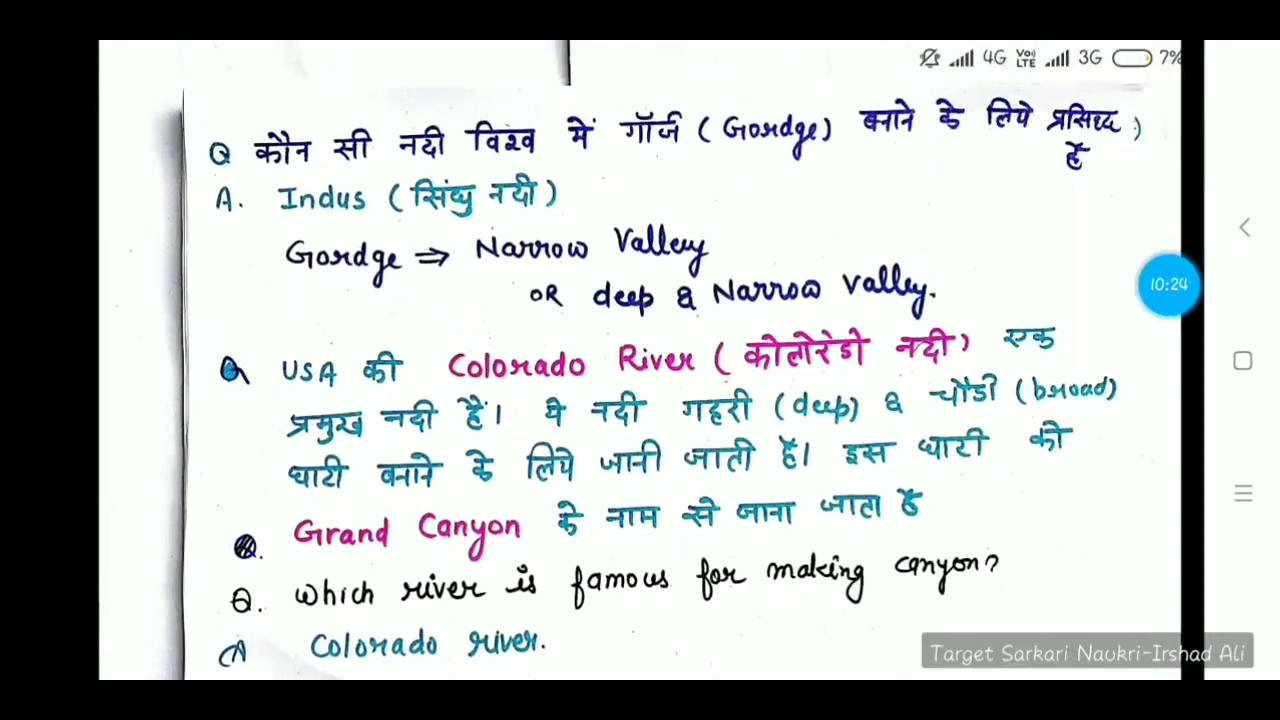 4G Vo) LTE 3G 7%
Q कौन सी नदी विश्व में गॉर्ज (Gordge) बनाने के लिये प्रसिध्द
हैं
A. Indus (सिंधु नदी)
Gordge ⇒ Narrow Valley
OR deep & Narrow valley.
10:24
Q USA की Colorado River (कोलोरेडो नदी) एक
प्रमुख नदी हैं। ये नदी गहरी (deep) & चौडी (broad)
घाटी बनाने के लिये जानी जाती हैं। इस घाटी को
Grand Canyon के नाम से जाना जाता है
Q. which river is famous for making canyon?
A Colorado river.
Target Sarkari Naukri-Irshad Ali